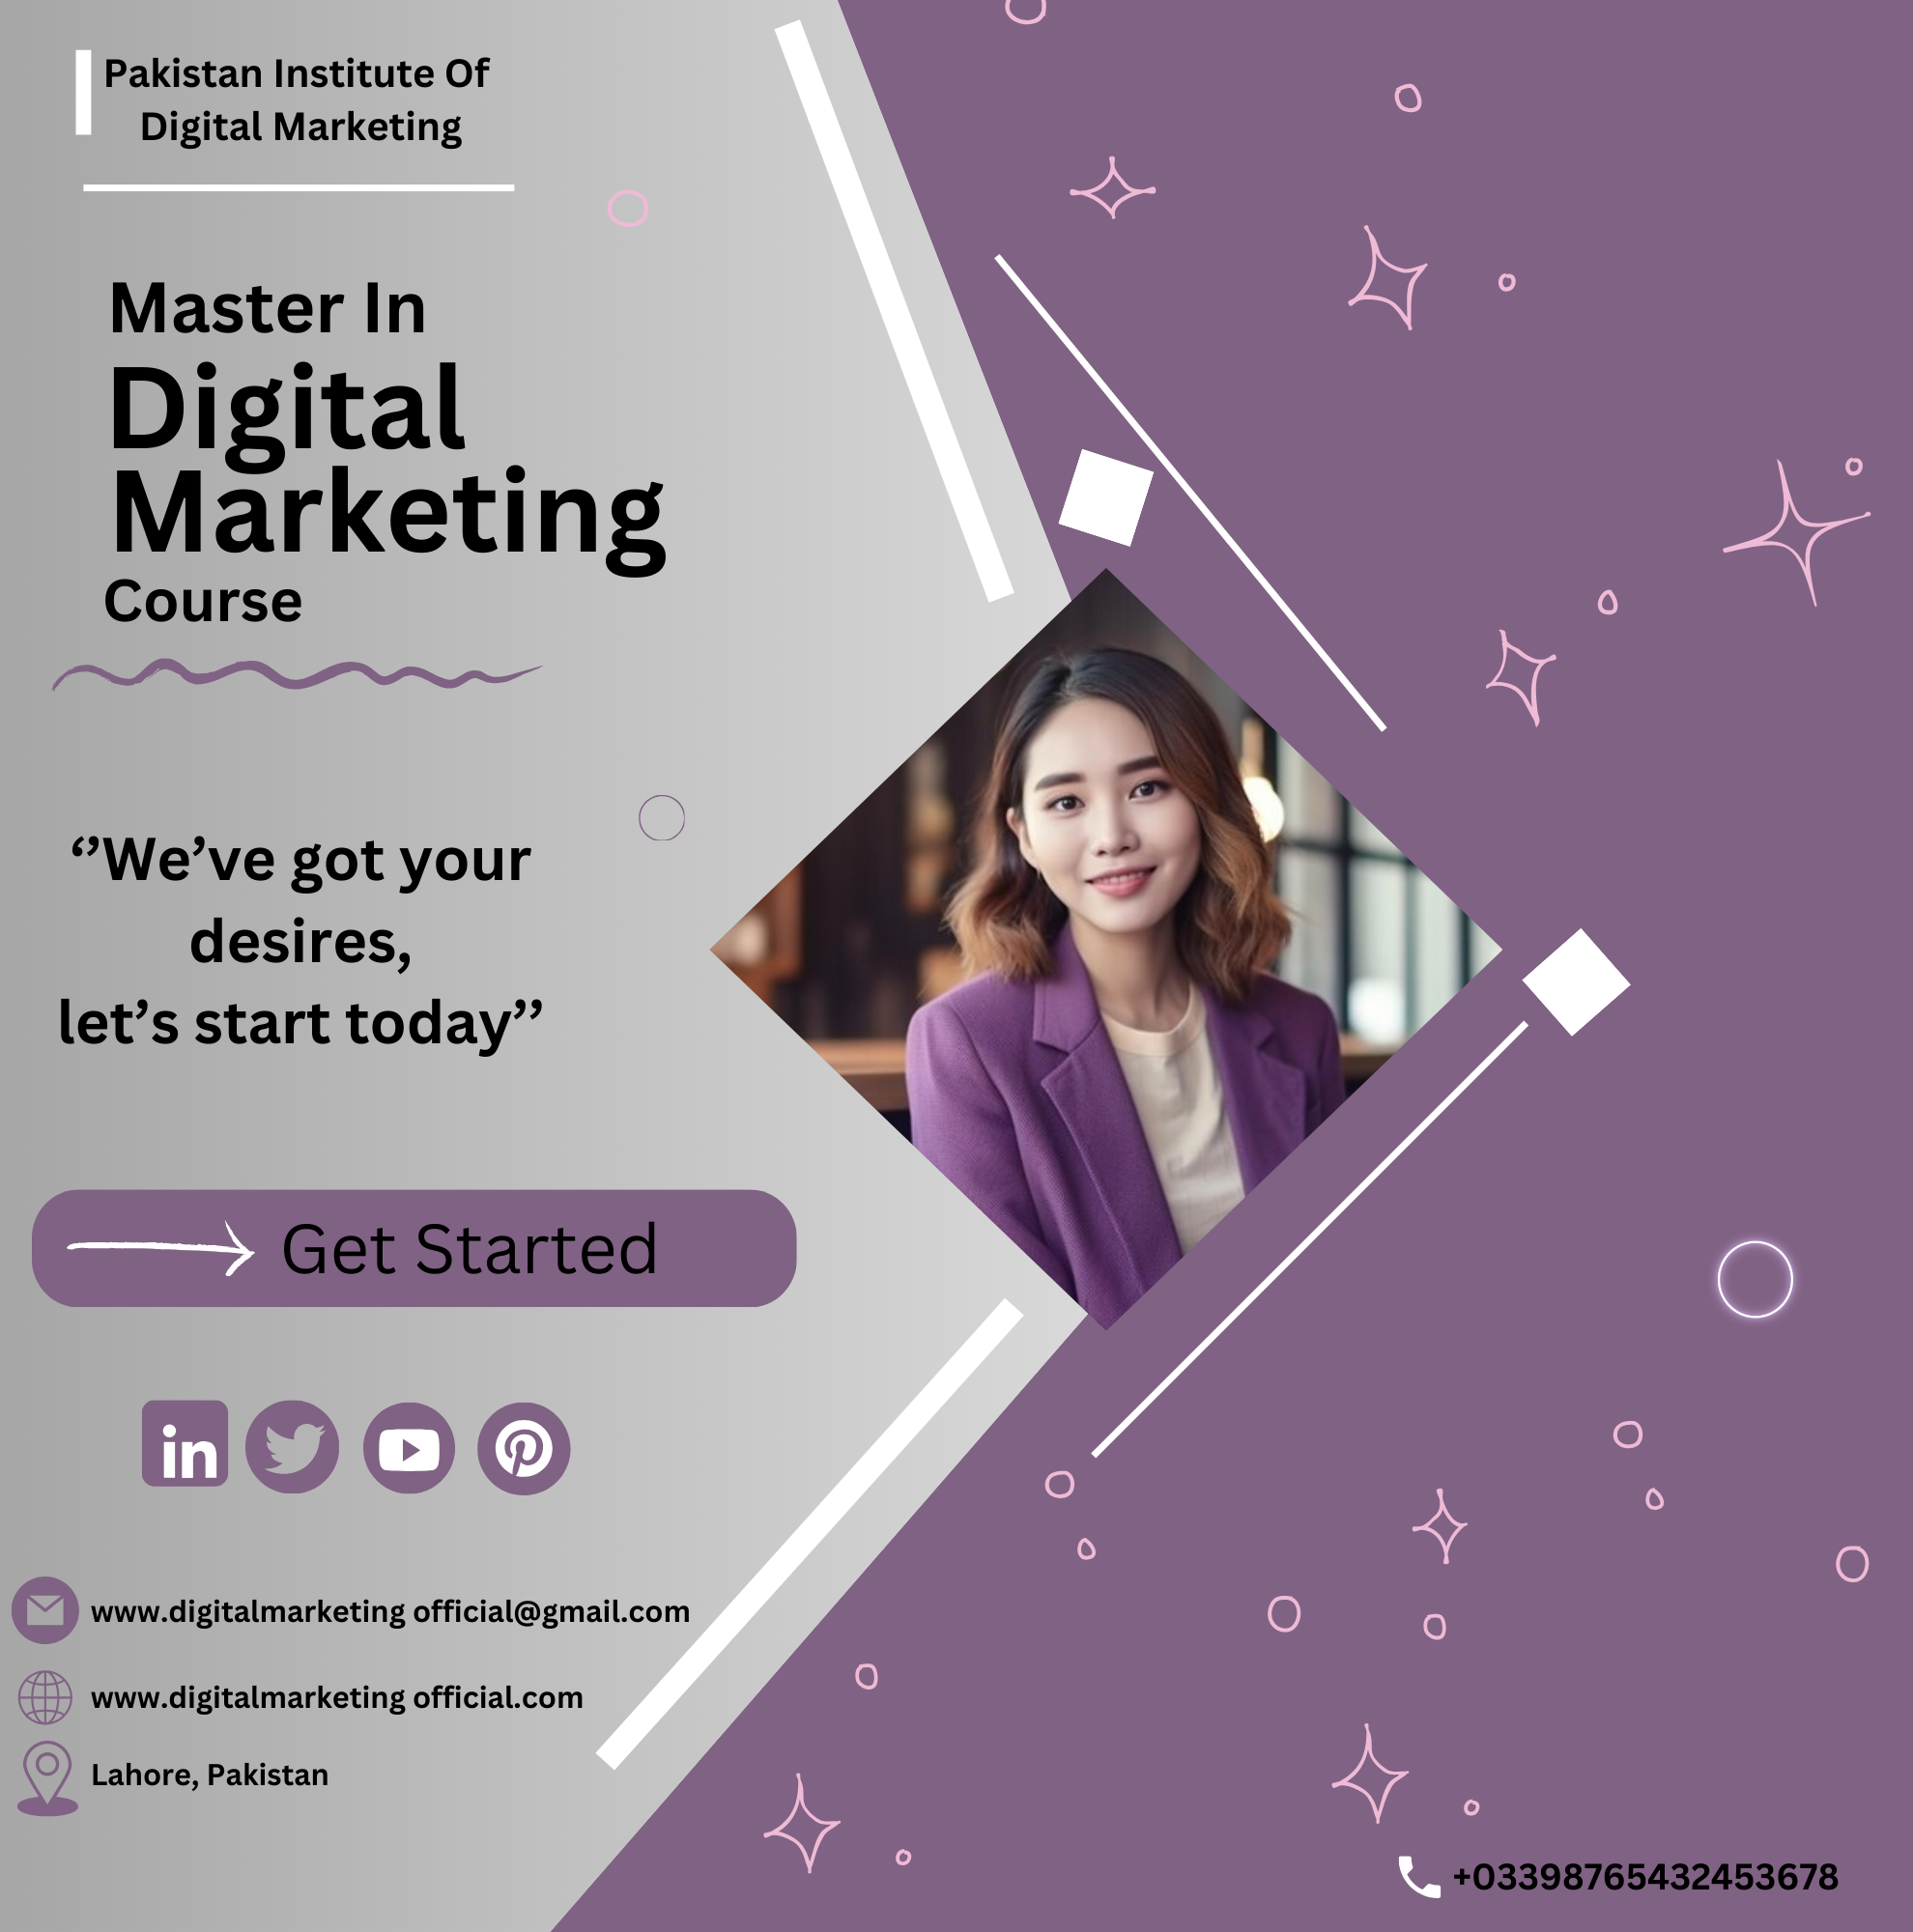 Pakistan Institute Of
Digital Marketing
Master In
Digital
Marketing
Course
‘’We’ve got your
desires,
let’s start today’’
Get Started
in
www.digitalmarketing official@gmail.com
www.digitalmarketing official.com
Lahore, Pakistan
+03398765432453678